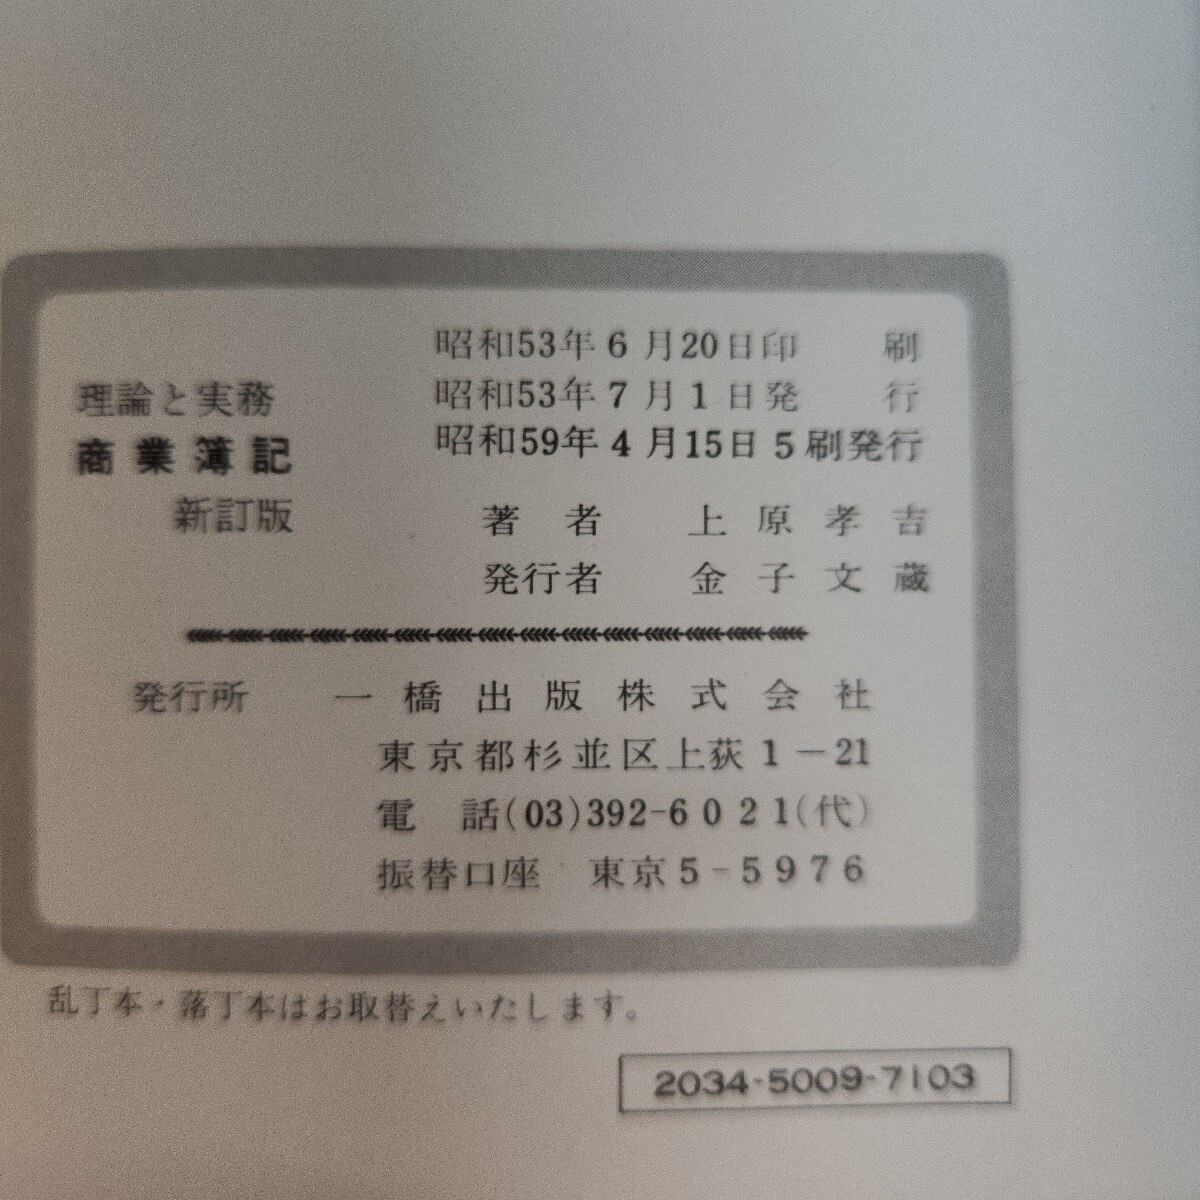 昭和53年6月20日印 刷
理論と実務 昭和53年7月1日発 行
商業簿記 昭和59年4月15日5刷発行
新訂版
著 者 上原孝吉
発行者 金子文蔵
発行所 一橋出版株式会社
東京都杉並区上荻1-21
電 話(03)392-6021(代)
振替口座 東京5-5976
乱丁本・落丁本はお取替えいたします。
2034-5009-7103